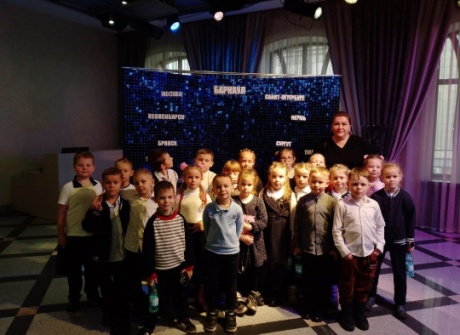 БАРНАУЛ
МОСКВА
САНКТ-ПЕТЕРБУРГ
НОВОСИБИРСК
ПЕРМЬ
БРЯНСК
СУРГУТ